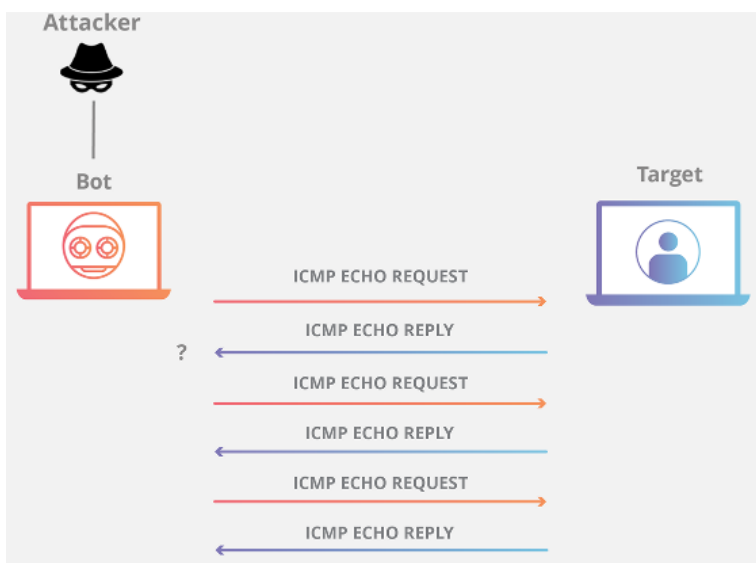 Attacker
Bot
Target
ICMP ECHO REQUEST
ICMP ECHO REPLY
?
ICMP ECHO REQUEST
ICMP ECHO REPLY
ICMP ECHO REQUEST
ICMP ECHO REPLY